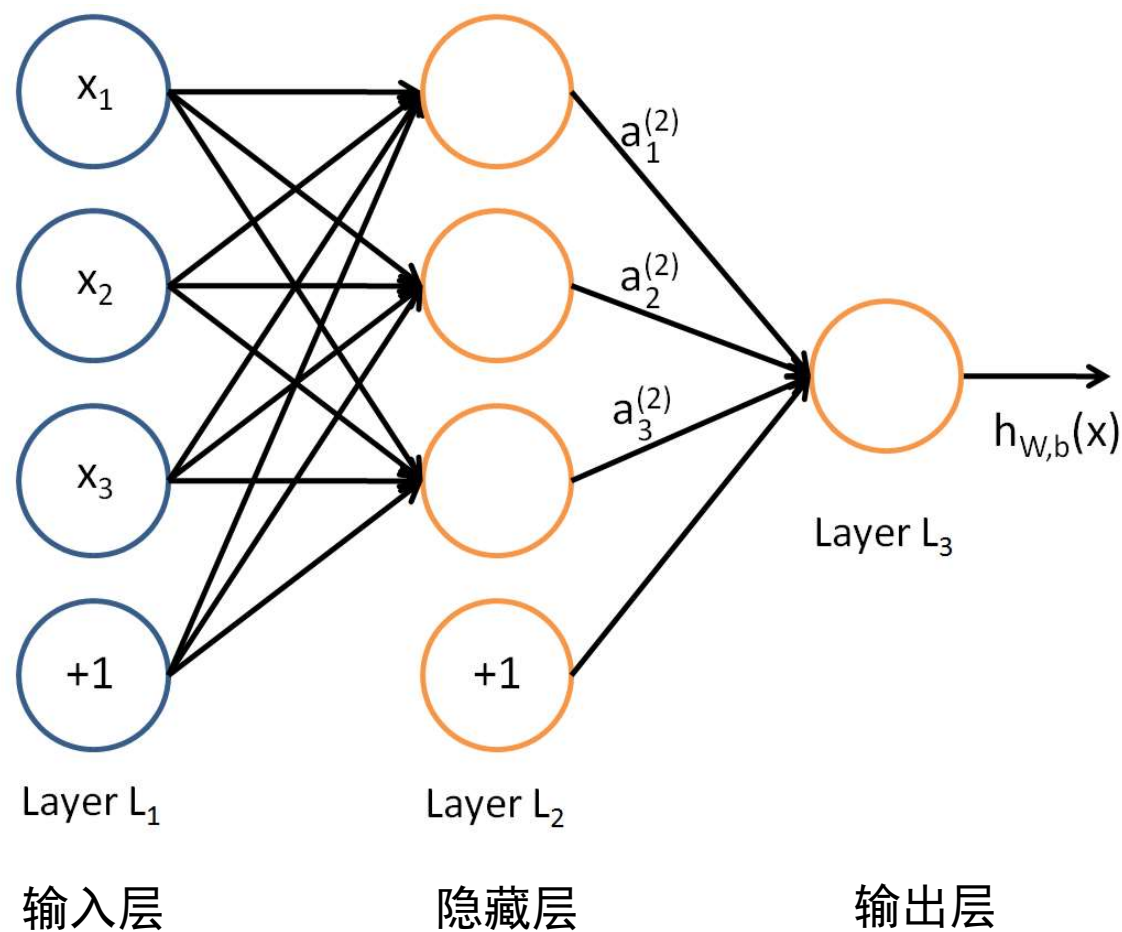 x₁
x₂
x₃
+1
Layer L₁
输入层
a₁⁽²⁾
a₂⁽²⁾
a₃⁽²⁾
+1
Layer L₂
隐藏层
h_W,b(x)
Layer L₃
输出层